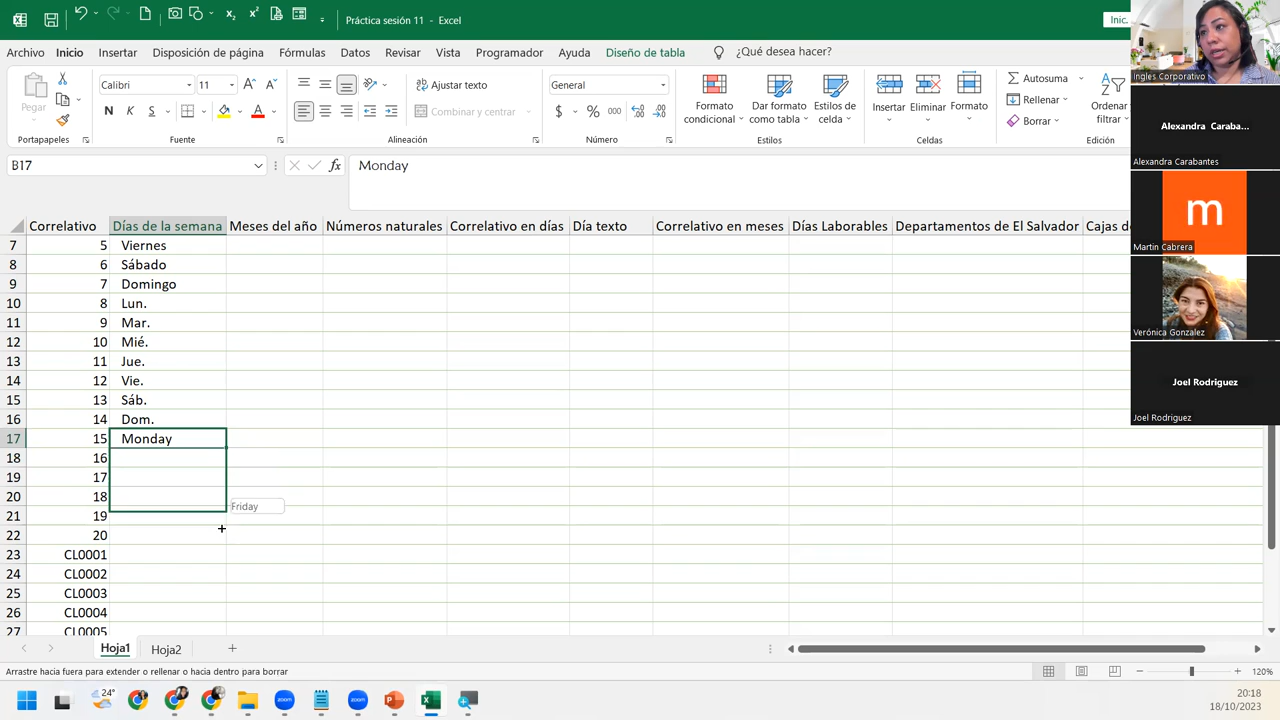 Práctica sesión 11 - Excel
Inic.
Archivo Inicio Insertar Disposición de página Fórmulas Datos Revisar Vista Programador Ayuda Diseño de tabla ¿Qué desea hacer?
Pegar
Calibri 11
N K S
Ajustar
Combinar y centrar
General
$ %
Formato condicional
Dar formato como tabla
Estilos de celda
Insertar Eliminar Formato
Autosuma
Rellenar
Borrar
Ordenar
filtrar
Portapapeles Fuente Alineación Número Estilos Celdas Edición
B17 fx Monday
Correlativo Días de la semana Meses del año Números naturales Correlativo en días Día texto Correlativo en meses Días Laborables Departamentos de El Salvador Cajas de
7 5 Viernes
8 6 Sábado
9 7 Domingo
10 8 Lun.
11 9 Mar.
12 10 Mié.
13 11 Jue.
14 12 Vie.
15 13 Sáb.
16 14 Dom.
17 15 Monday
18 16
19 17
20 18 Friday
21 19
22 20
23 CL0001
24 CL0002
25 CL0003
26 CL0004
27 CL0005
Hoja1 Hoja2
Arrastre hacia fuera para extender o rellenar o hacia dentro para borrar
120%
24°
zoom
zoom
20:18
18/10/2023
Ingles Corporativo
Alexandra Caraba...
Alexandra Carabantes
m
Martin Cabrera
Verónica Gonzalez
Joel Rodriguez
Joel Rodriguez